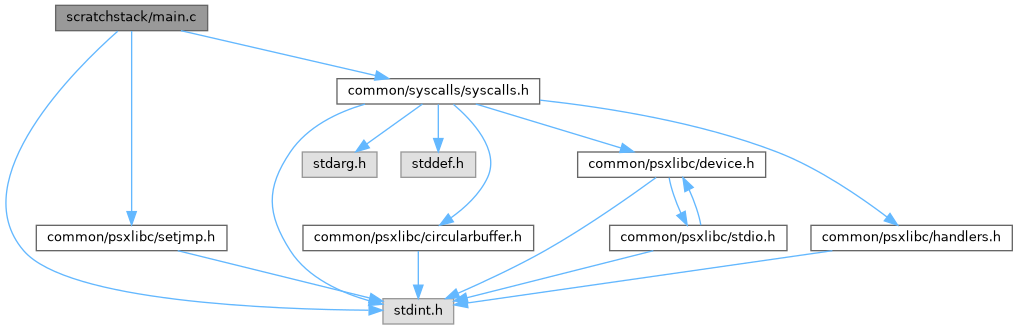 scratchstack/main.c
common/syscalls/syscalls.h
stdarg.h
stddef.h
common/psxlibc/device.h
common/psxlibc/setjmp.h
common/psxlibc/circularbuffer.h
common/psxlibc/stdio.h
common/psxlibc/handlers.h
stdint.h